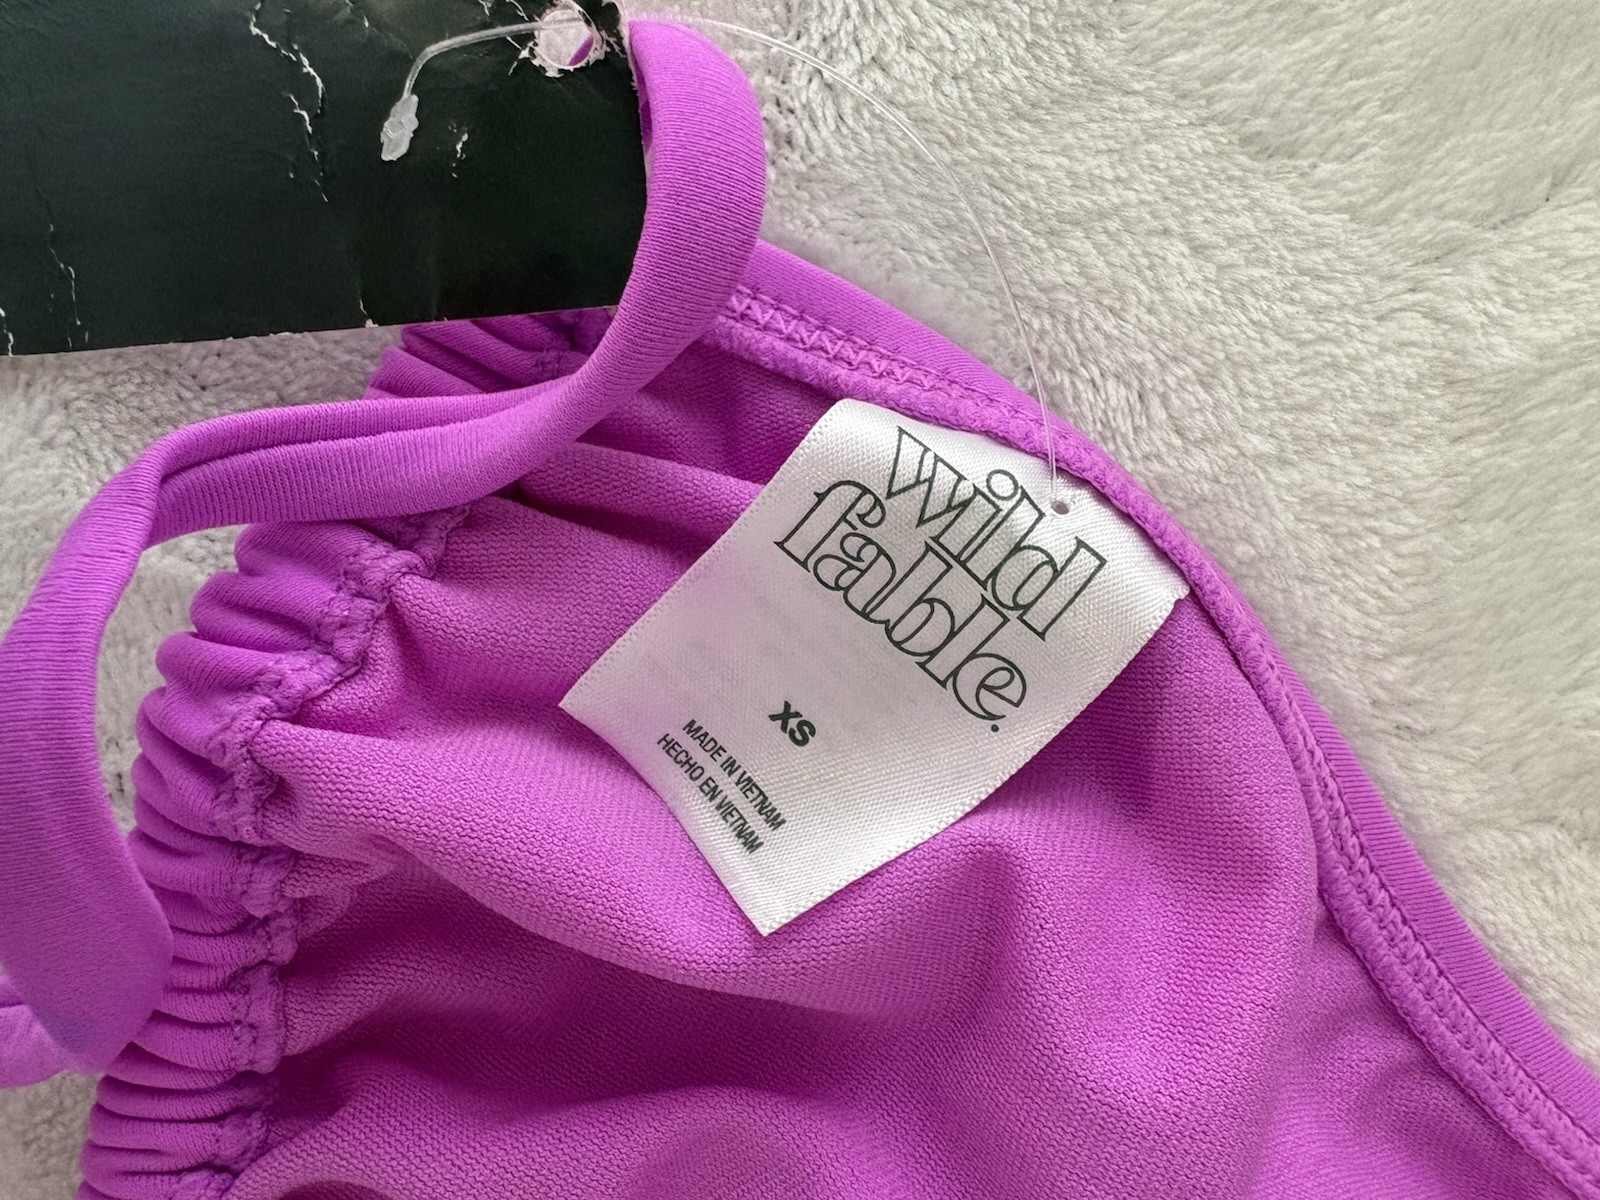 wild
fable.
XS
MADE IN VIETNAM
HECHO EN VIETNAM